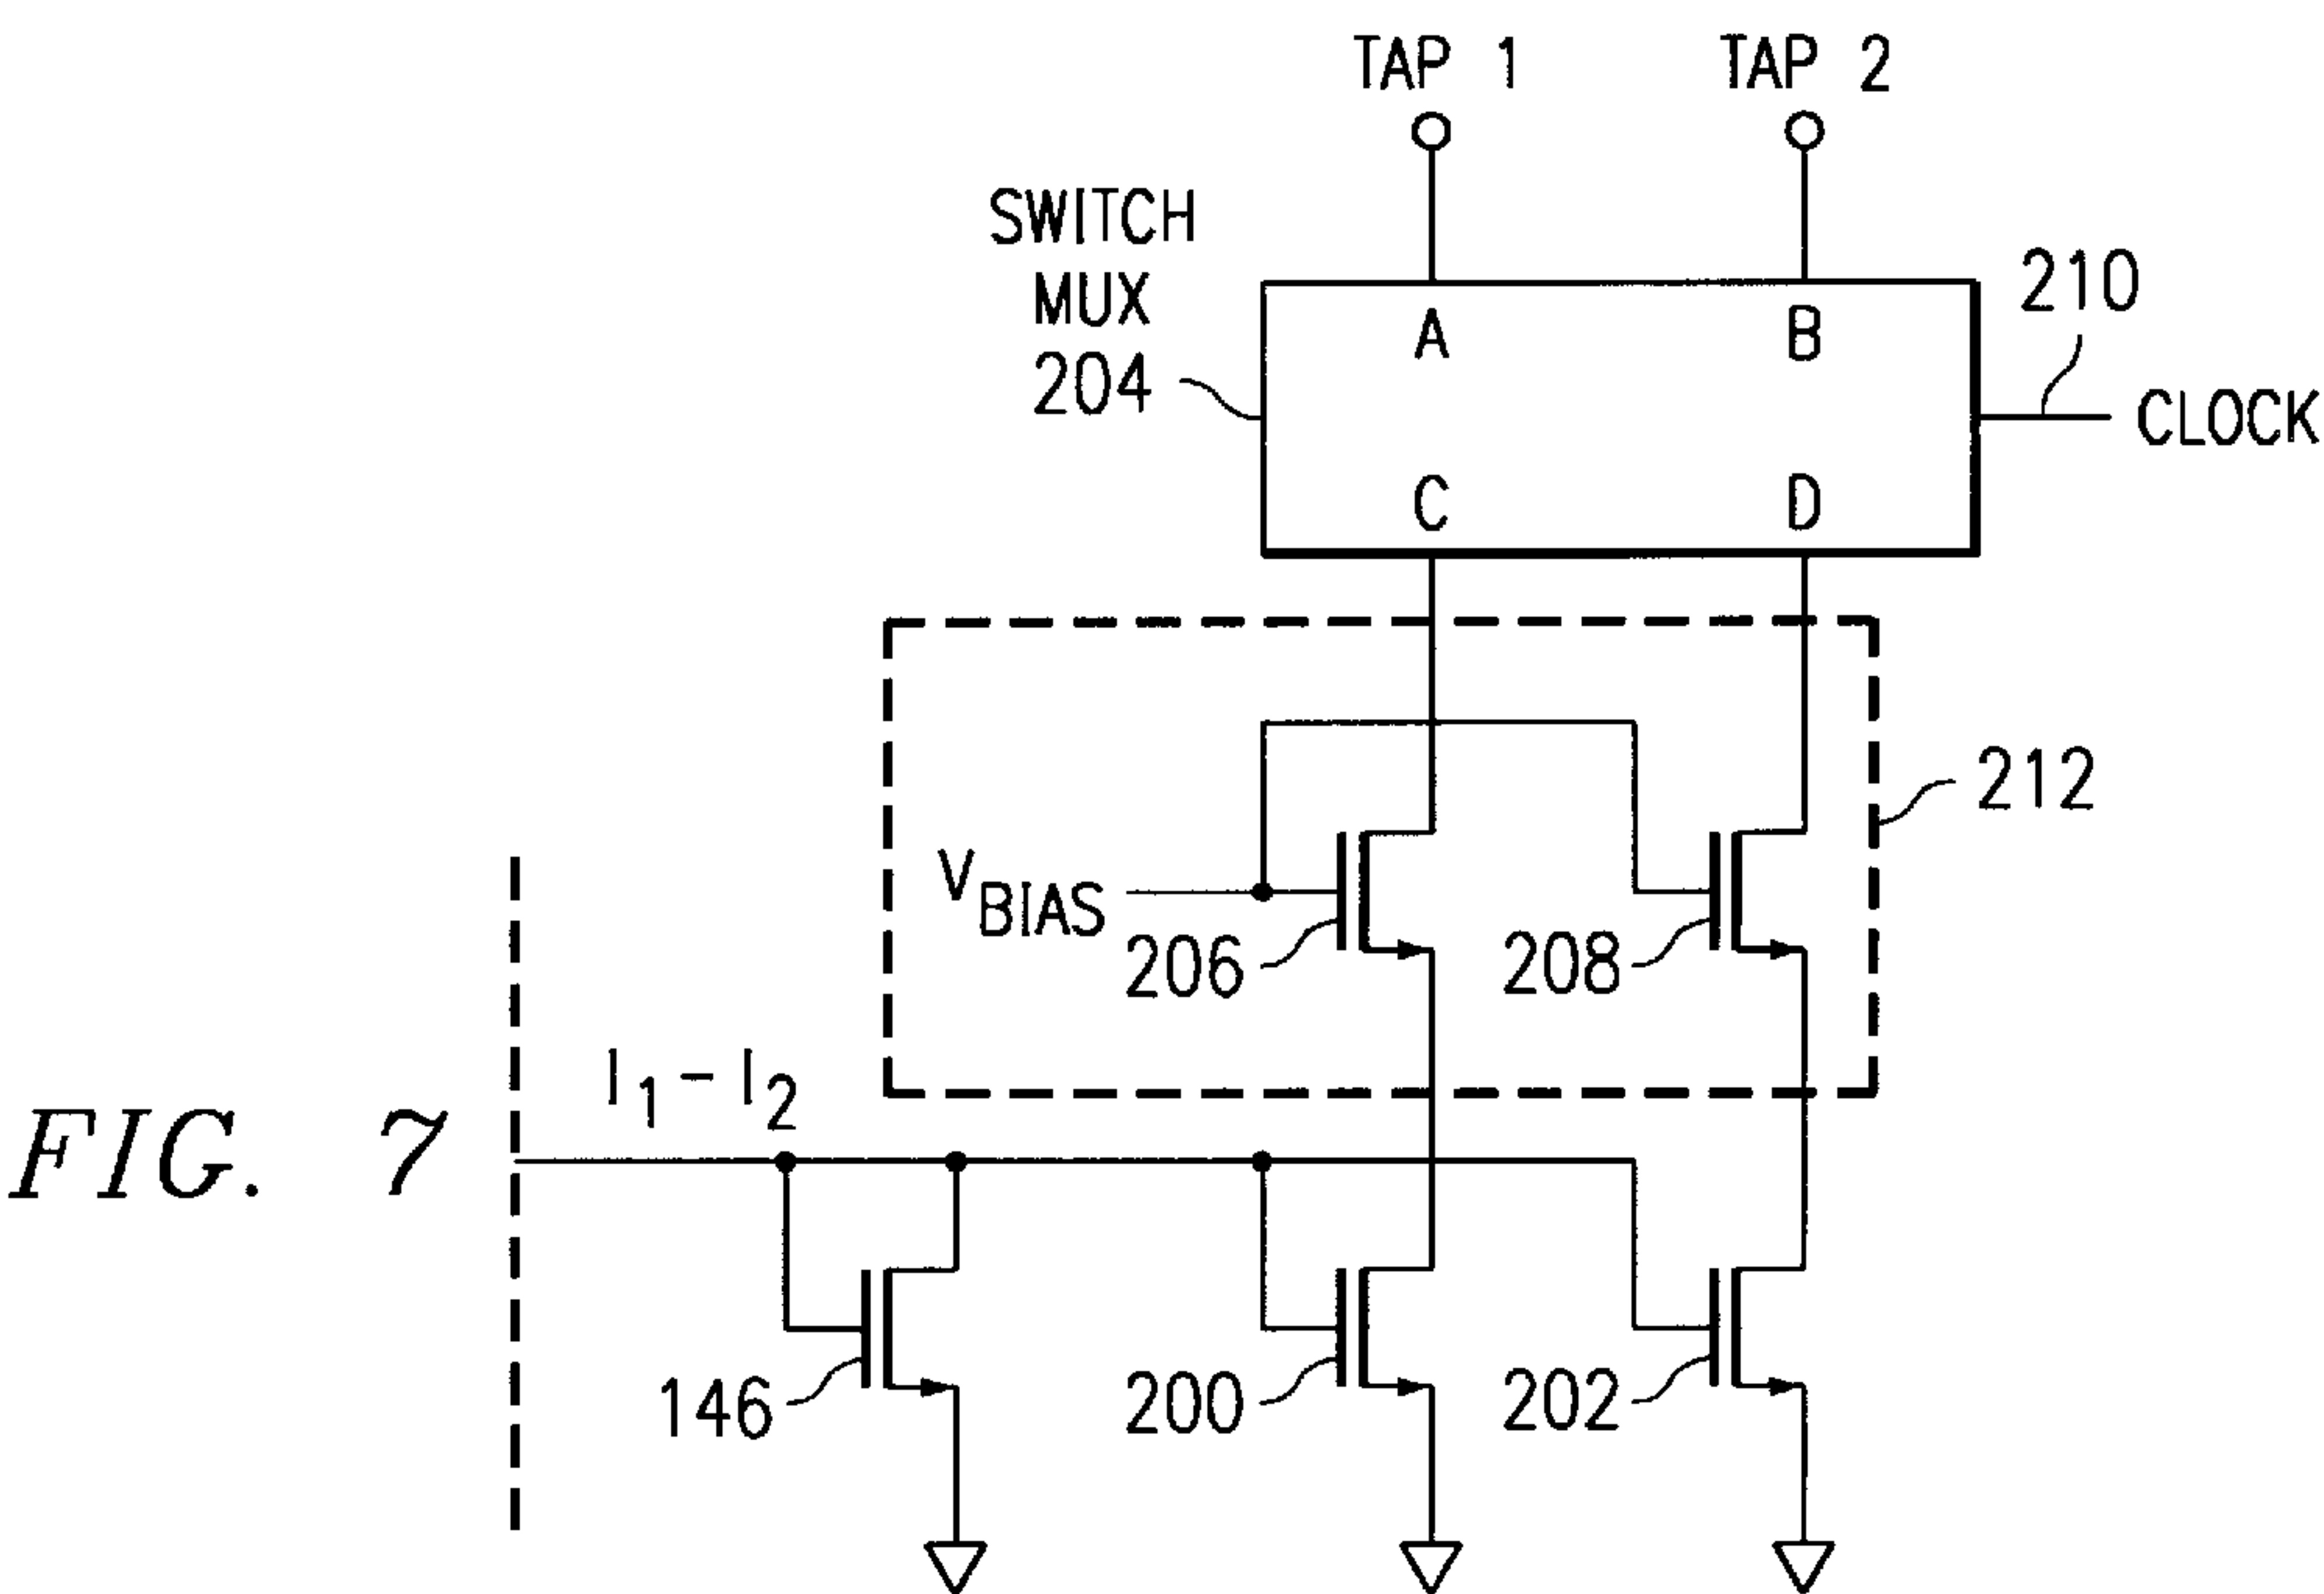 TAP 1
TAP 2
SWITCH
MUX
204
A
B
210
CLOCK
C
D
212
VBIAS
206
208
I1 – I2
FIG. 7
146
200
202